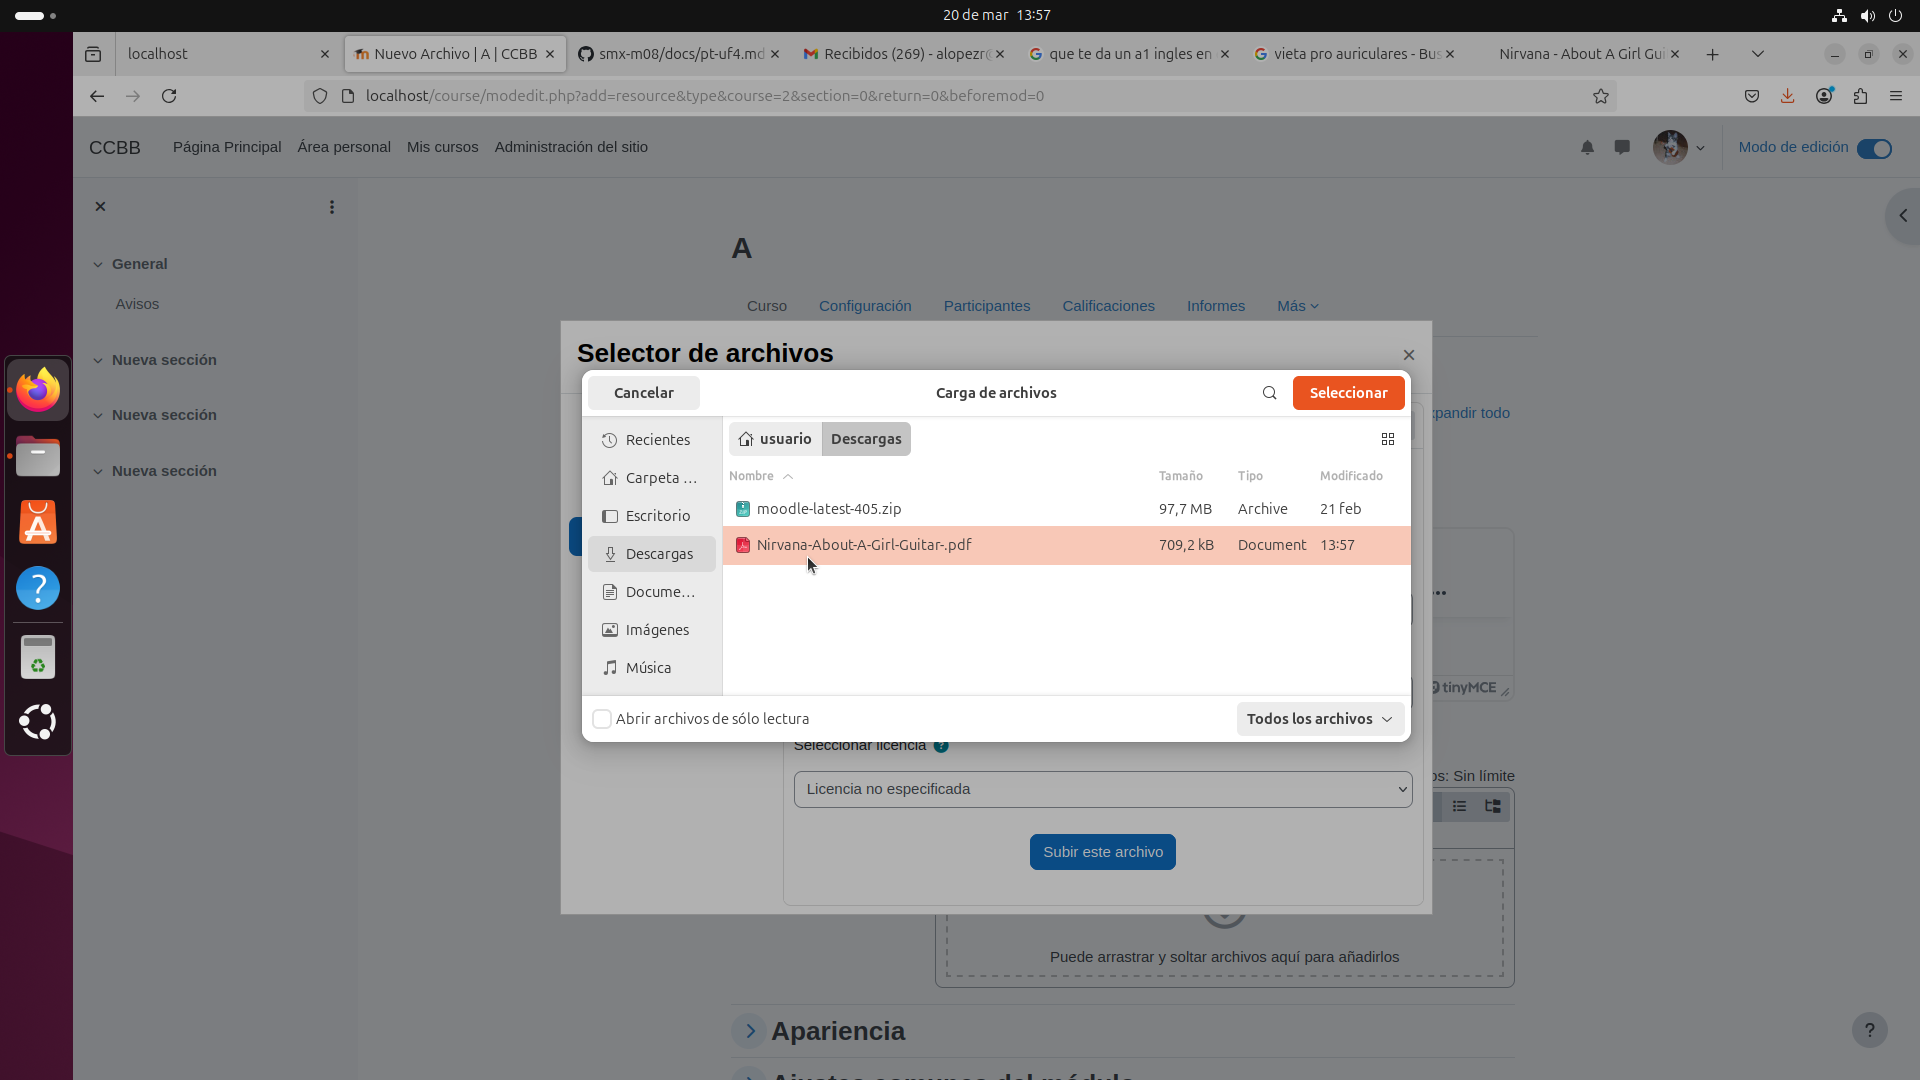 20 de mar 13:57
localhost
Nuevo Archivo | A | CCBB
smx-m08/docs/pt-uf4.md
Recibidos (269) - alopezr
que te da un a1 ingles en
vieta pro auriculares - Bus
Nirvana - About A Girl Gui
localhost/course/modedit.php?add=resource&type&course=2&section=0&return=0&beforemod=0
CCBB
Página Principal
Área personal
Mis cursos
Administración del sitio
Modo de edición
General
Avisos
Nueva sección
Nueva sección
Nueva sección
A
Curso
Configuración
Participantes
Calificaciones
Informes
Más
Selector de archivos
xpandir todo
Cancelar
Carga de archivos
Seleccionar
Recientes
Carpeta …
Escritorio
Descargas
Docume…
Imágenes
Música
usuario
Descargas
Nombre
Tamaño
Tipo
Modificado
moodle-latest-405.zip
97,7 MB
Archive
21 feb
Nirvana-About-A-Girl-Guitar-.pdf
709,2 kB
Document
13:57
tinyMCE
Abrir archivos de sólo lectura
Todos los archivos
Seleccionar licencia
Licencia no especificada
os: Sin límite
Subir este archivo
Puede arrastrar y soltar archivos aquí para añadirlos
Apariencia
Ajustes comunes del módulo